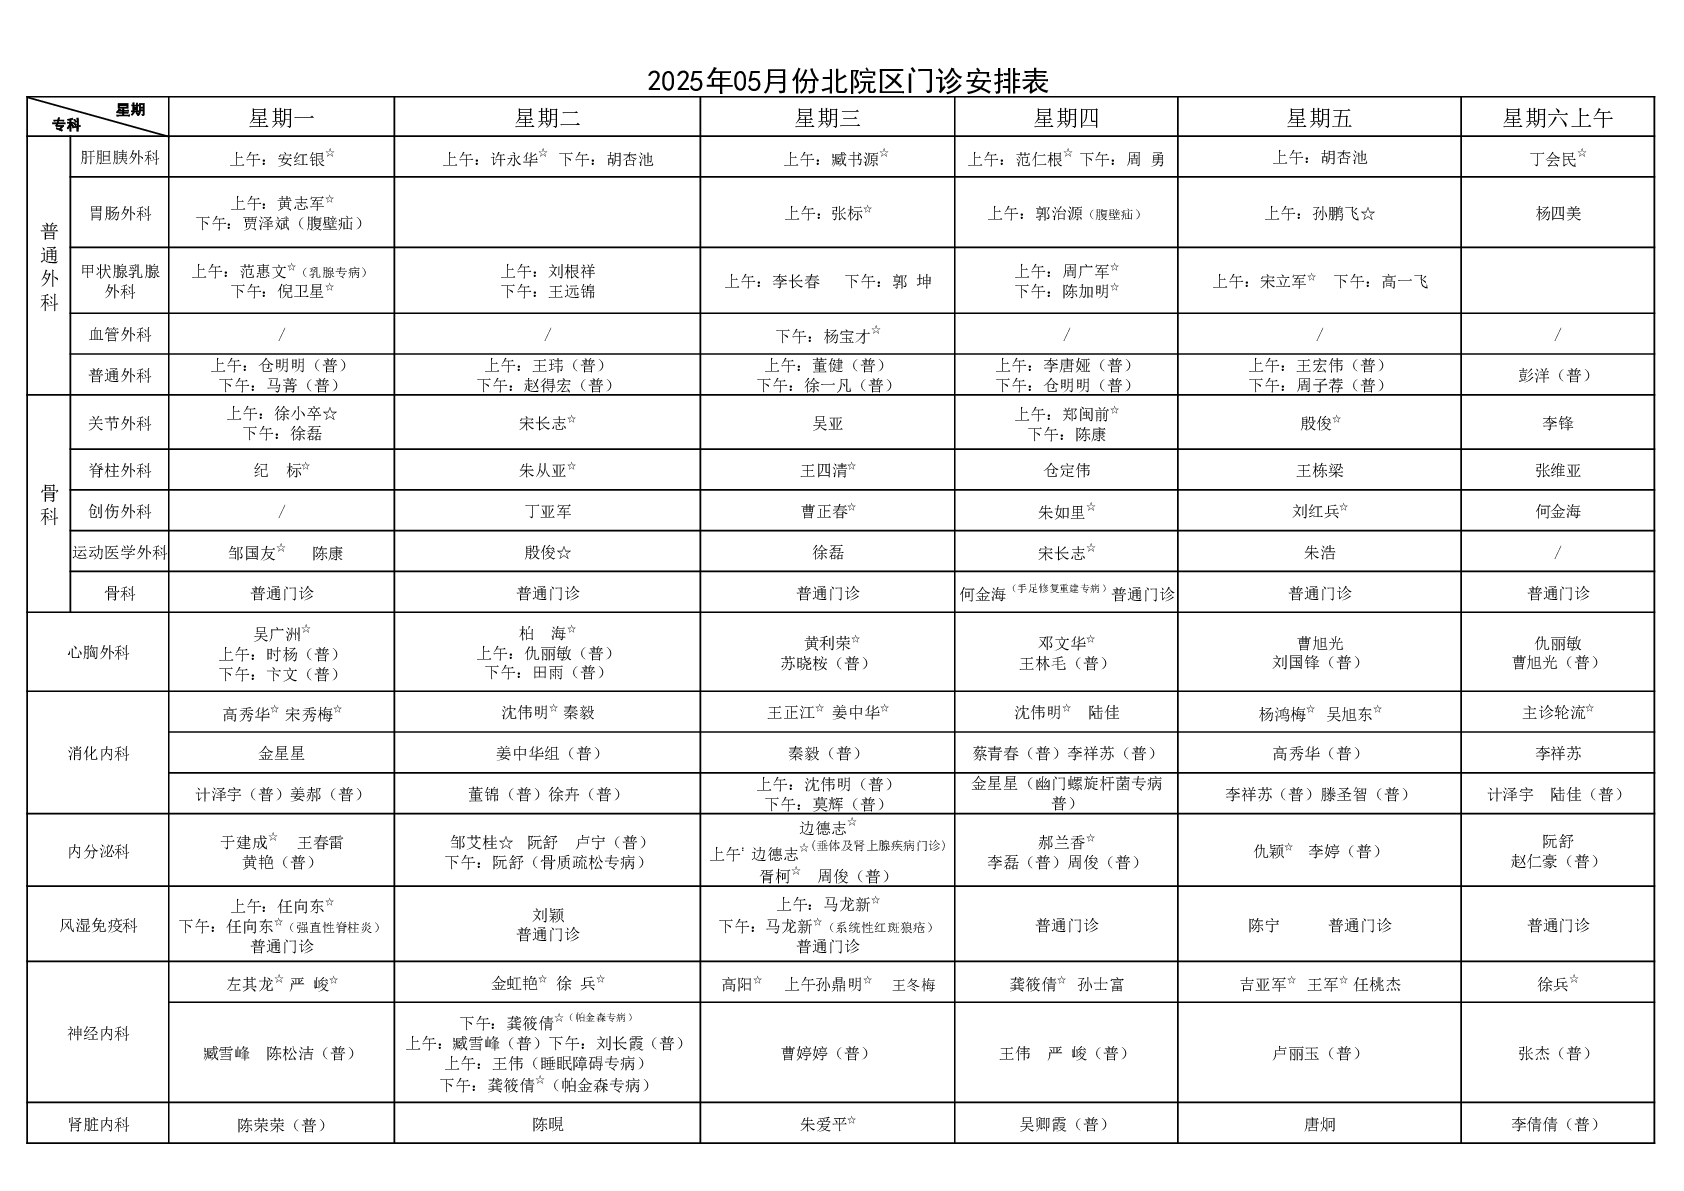 2025年05月份北院区门诊安排表
星期
专科
星期一 星期二 星期三 星期四 星期五 星期六上午
普通外科
肝胆胰外科 上午：安红银☆ 上午：许永华☆ 下午：胡杏池 上午：臧书源☆ 上午：范仁根☆ 下午：周 勇 上午：胡杏池 丁会民☆
胃肠外科 上午：黄志军☆ 上午：张标☆ 上午：郭治源（腹壁疝） 上午：孙鹏飞☆ 杨四美
下午：贾泽斌（腹壁疝）
甲状腺乳腺 上午：范惠文☆（乳腺专病） 上午：刘根祥 上午：李长春 下午：郭 坤 上午：周广军☆ 上午：宋立军☆ 下午：高一飞
外科 下午：倪卫星☆ 下午：王远锦 下午：陈加明☆
血管外科 / / 下午：杨宝才☆ / / /
普通外科 上午：仓明明（普） 上午：王玮（普） 上午：董健（普） 上午：李唐娅（普） 上午：王宏伟（普） 彭洋（普）
下午：马菁（普） 下午：赵得宏（普） 下午：徐一凡（普） 下午：仓明明（普） 下午：周子荐（普）
骨科
关节外科 上午：徐小卒☆ 宋长志☆ 吴亚 上午：郑闽前☆ 殷俊☆ 李锋
下午：徐磊 下午：陈康
脊柱外科 纪 标☆ 朱从亚☆ 王四清☆ 仓定伟 王栋梁 张维亚
创伤外科 / 丁亚军 曹正春☆ 朱如里☆ 刘红兵☆ 何金海
运动医学外科 邹国友☆ 陈康 殷俊☆ 徐磊 宋长志☆ 朱浩 /
骨科 普通门诊 普通门诊 普通门诊 何金海（手足修复重建专病）普通门诊 普通门诊 普通门诊
心胸外科 吴广洲☆ 柏 海☆ 黄利荣☆ 邓文华☆ 曹旭光 仇丽敏
上午：时杨（普） 上午：仇丽敏（普） 苏晓桉（普） 王林毛（普） 刘国锋（普） 曹旭光（普）
下午：卞文（普） 下午：田雨（普）
消化内科 高秀华☆ 宋秀梅☆ 沈伟明☆ 秦毅 王正江☆ 姜中华☆ 沈伟明☆ 陆佳 杨鸿梅☆ 吴旭东☆ 主诊轮流☆
金星星 姜中华组（普） 秦毅（普） 蔡青春（普）李祥苏（普） 高秀华（普） 李祥苏
计泽宇（普）姜郝（普） 董锦（普）徐卉（普） 上午：沈伟明（普） 金星星（幽门螺旋杆菌专病 李祥苏（普）滕圣智（普） 计泽宇 陆佳（普）
下午：莫辉（普） 普）
内分泌科 于建成☆ 王春雷 邹艾桂☆ 阮舒 卢宁（普） 边德志☆ 郝兰香☆ 仇颖☆ 李婷（普） 阮舒
黄艳（普） 下午：阮舒（骨质疏松专病） 上午：边德志☆（垂体及肾上腺疾病门诊） 李磊（普）周俊（普） 赵仁豪（普）
胥柯☆ 周俊（普）
风湿免疫科 上午：任向东☆ 刘颖 上午：马龙新☆ 普通门诊 陈宁 普通门诊 普通门诊
下午：任向东☆（强直性脊柱炎） 普通门诊 下午：马龙新☆（系统性红斑狼疮）
普通门诊 普通门诊
神经内科 左其龙☆ 严 峻☆ 金虹艳☆ 徐 兵☆ 高阳☆ 上午孙鼎明☆ 王冬梅 龚筱倩☆ 孙士富 吉亚军☆ 王军☆ 任桃杰 徐兵☆
臧雪峰 陈松洁（普） 下午：龚筱倩☆（帕金森专病） 曹婷婷（普） 王伟 严 峻（普） 卢丽玉（普） 张杰（普）
上午：臧雪峰（普）下午：刘长霞（普）
上午：王伟（睡眠障碍专病）
下午：龚筱倩☆（帕金森专病）
肾脏内科 陈荣荣（普） 陈晛 朱爱平☆ 吴卿霞（普） 唐炯 李倩倩（普）